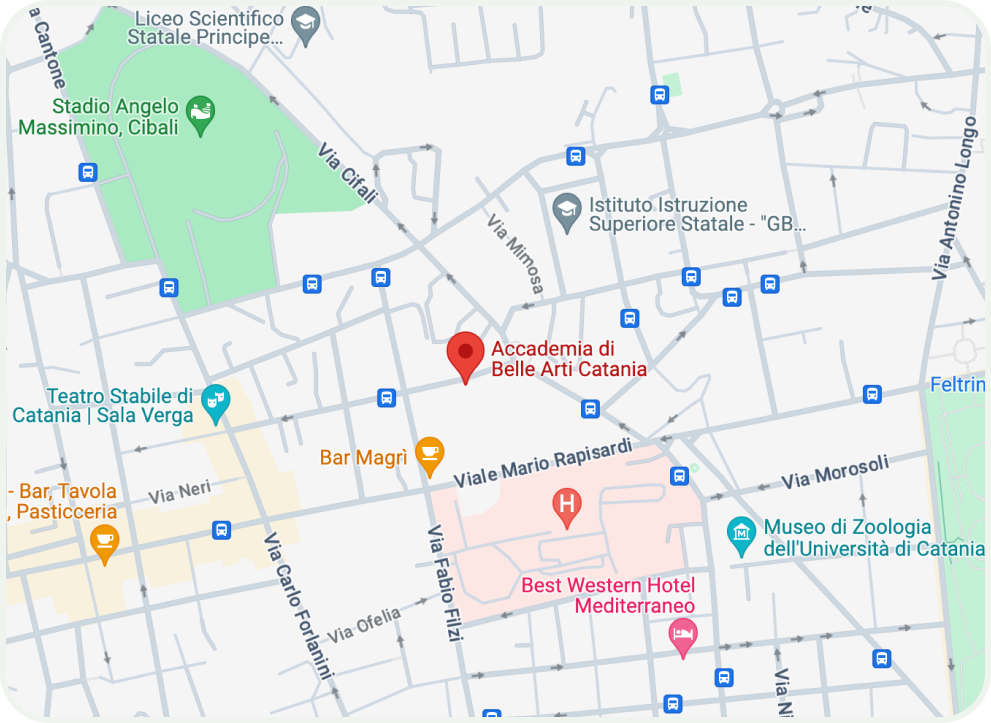 a Cantone
Liceo Scientifico
Statale Principe...
Stadio Angelo
Massimino, Cibali
Via Cifali
Via Mimosa
Istituto Istruzione
Superiore Statale - "GB...
Via Antonino Longo
Accademia di
Belle Arti Catania
Teatro Stabile di
Catania | Sala Verga
Feltrin
Bar Magrì
Viale Mario Rapisardi
Via Morosoli
- Bar, Tavola
, Pasticceria
Via Neri
H
Museo di Zoologia
dell'Università di Catania
Via Carlo Forlanini
Via Fabio Filzi
Best Western Hotel
Mediterraneo
Via Ofelia
Via Ni